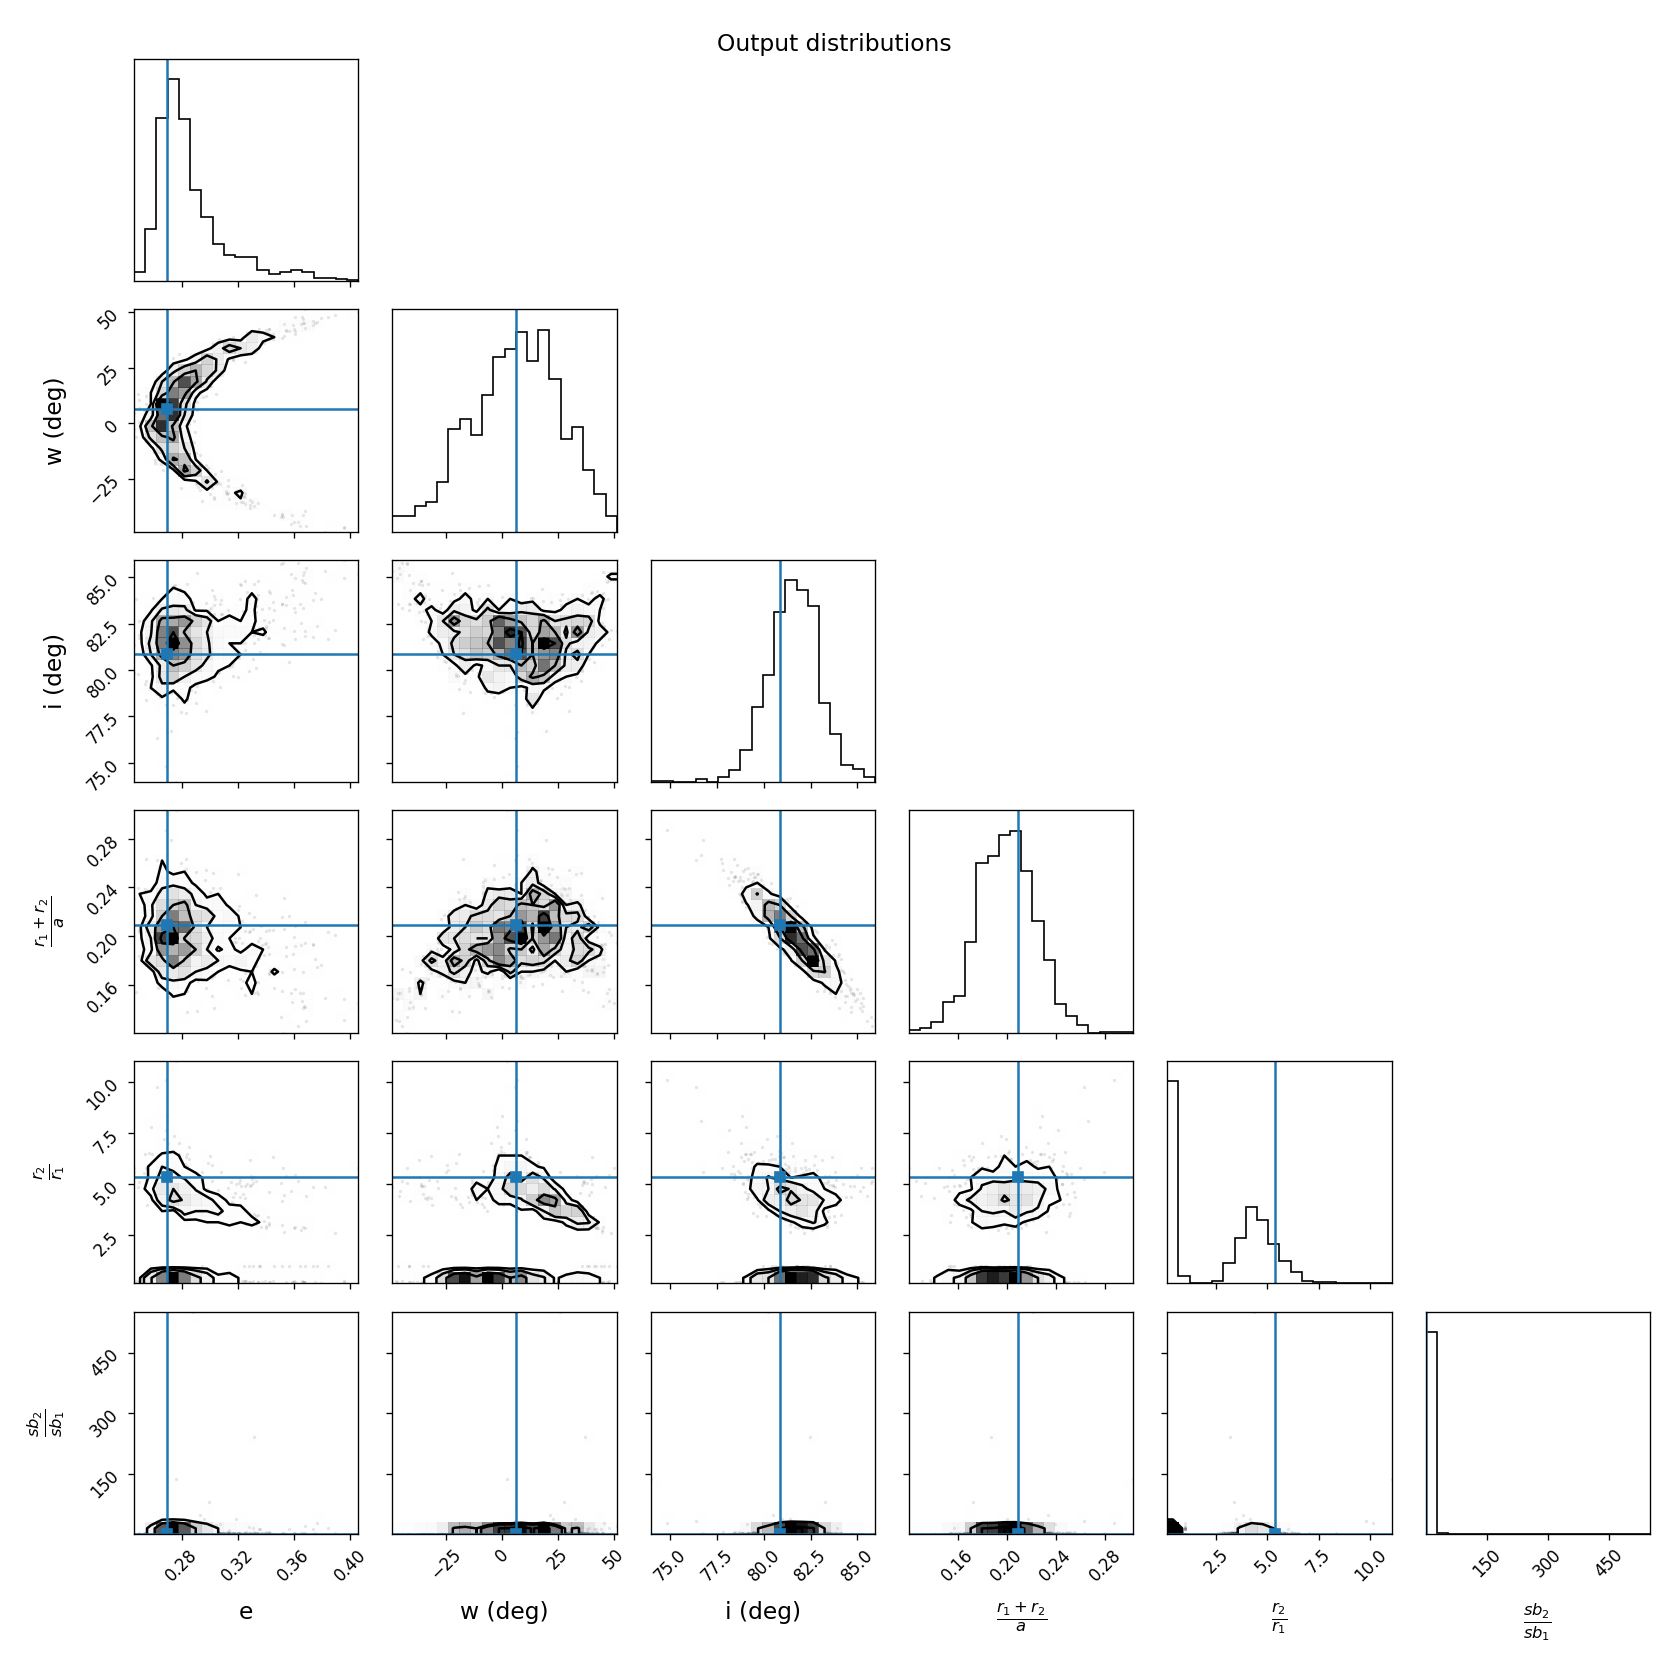 Output distributions
w (deg)
50
25
0
−25
i (deg)
85.0
82.5
80.0
77.5
75.0
r₁ + r₂
a
0.28
0.24
0.20
0.16
r₂
r₁
10.0
7.5
5.0
2.5
sb₂
sb₁
450
300
150
0.28 0.32 0.36 0.40
−25 0 25 50
75.0 77.5 80.0 82.5 85.0
0.16 0.20 0.24 0.28
2.5 5.0 7.5 10.0
150 300 450
e
w (deg)
i (deg)
r₁ + r₂
a
r₂
r₁
sb₂
sb₁